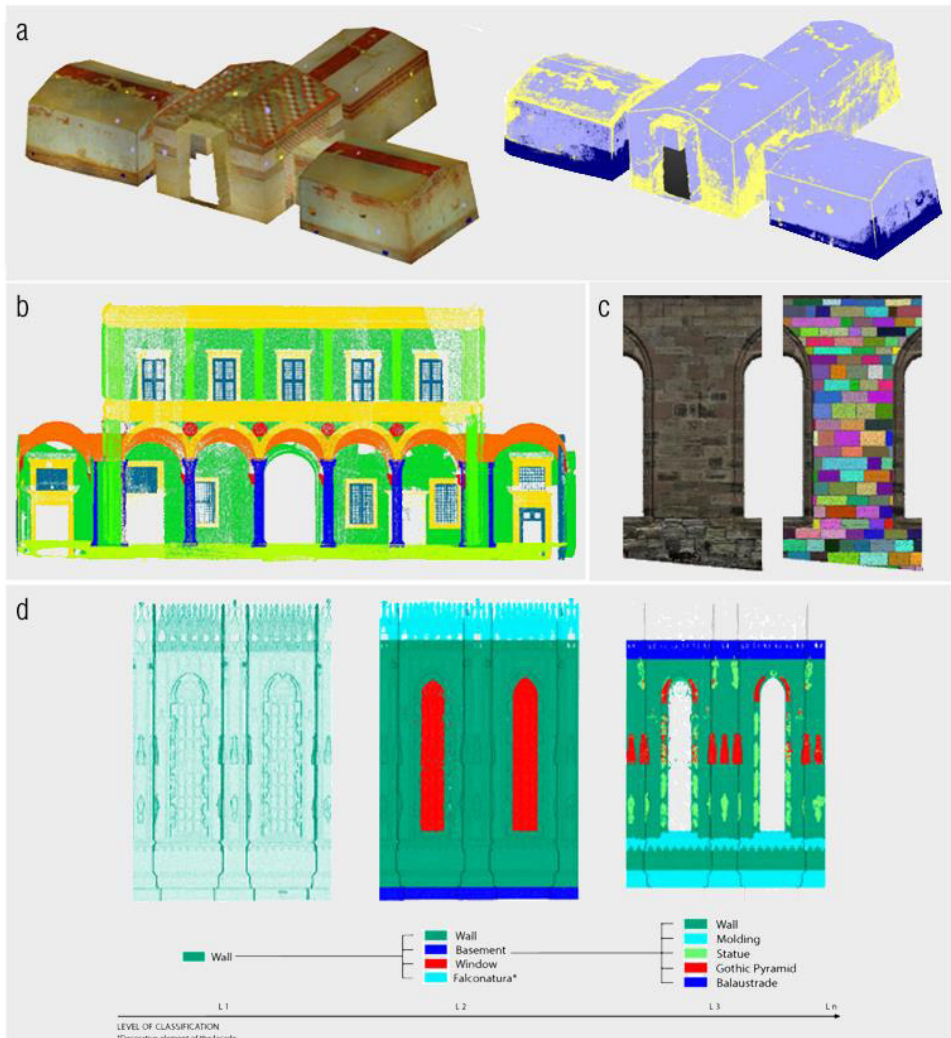 a
b
c
d
Wall
Wall
Basement
Window
Falconatura*
Wall
Molding
Statue
Gothic Pyramid
Balaustrade
L 1
L 2
L 3
L n
LEVEL OF CLASSIFICATION